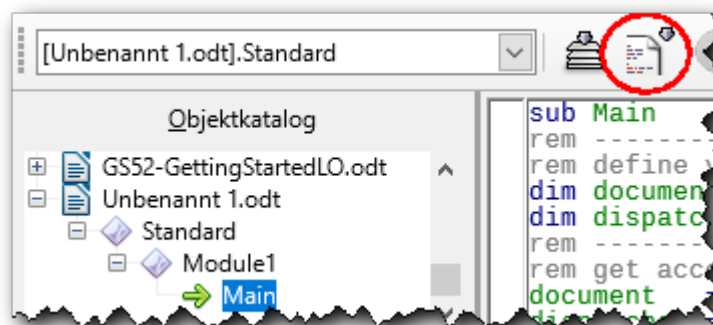 [Unbenannt 1.odt].Standard
Objektkatalog
GS52-GettingStartedLO.odt
Unbenannt 1.odt
Standard
Module1
Main
sub Main
rem --------
rem define
dim
dim
rem --------
rem get
document